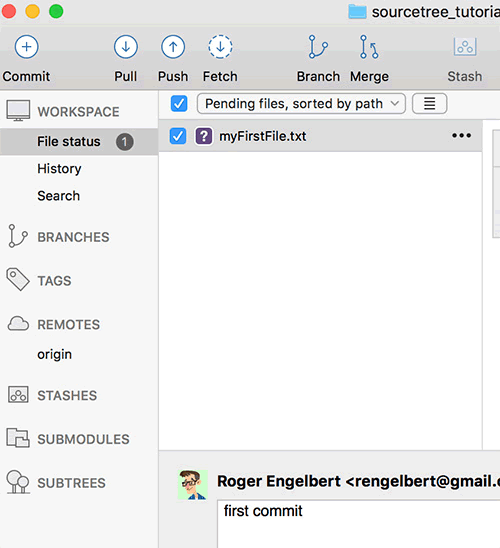 sourcetree_tutoria
Commit Pull Push Fetch Branch Merge Stash
WORKSPACE
File status 1
History
Search
BRANCHES
TAGS
REMOTES
origin
STASHES
SUBMODULES
SUBTREES
Pending files, sorted by path
? myFirstFile.txt •••
Roger Engelbert <rengelbert@gmail.c
first commit